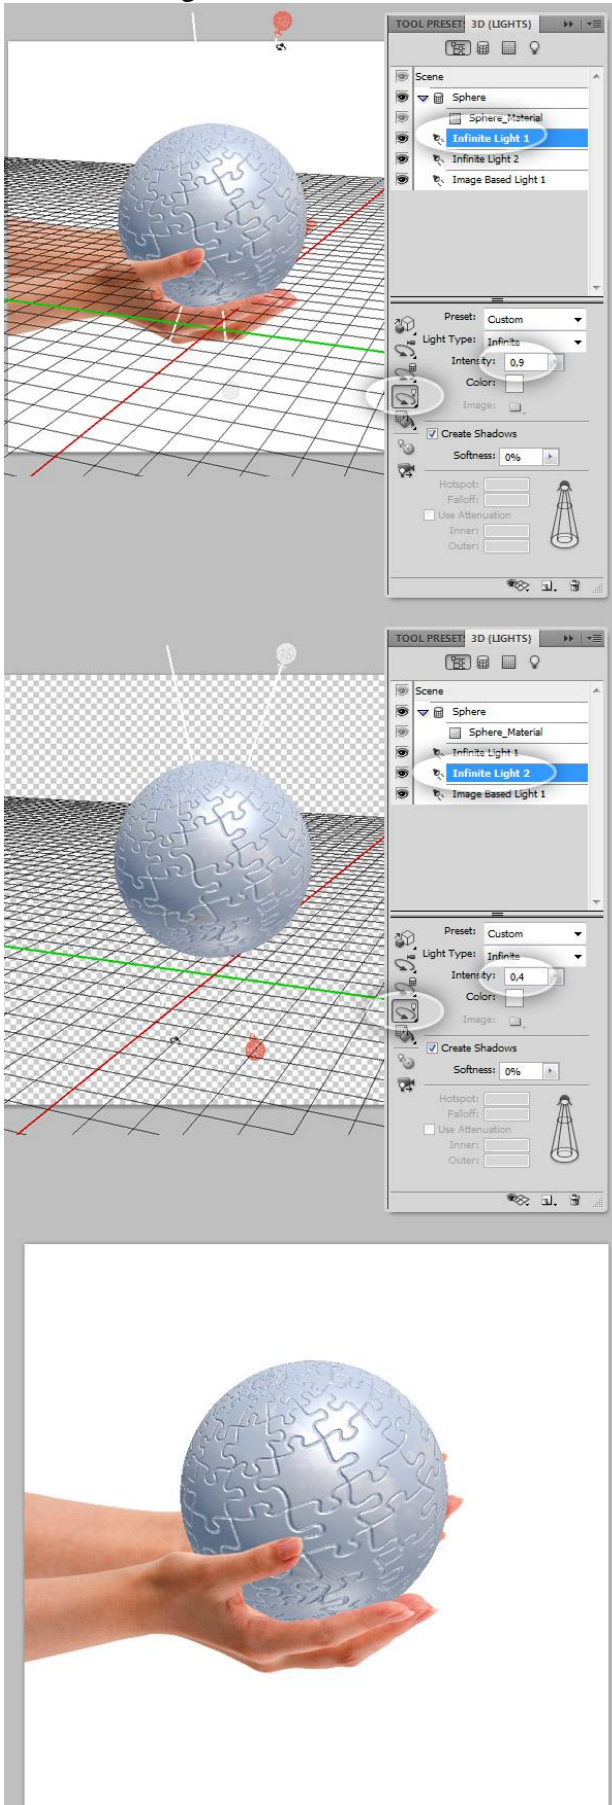 TOOL PRESET 3D {LIGHTS}
Scene
Sphere
Sphere_Material
Infinite Light 1
Infinite Light 2
Image Based Light 1
Preset: Custom
Light Type: Infinite
Intensity: 0,9
Color:
Image:
Create Shadows
Softness: 0%
Hotspot:
Falloff:
Use Attenuation
Inner:
Outer:
TOOL PRESET 3D {LIGHTS}
Scene
Sphere
Sphere_Material
Infinite Light 1
Infinite Light 2
Image Based Light 1
Preset: Custom
Light Type: Infinite
Intensity: 0,4
Color:
Image:
Create Shadows
Softness: 0%
Hotspot:
Falloff:
Use Attenuation
Inner:
Outer: